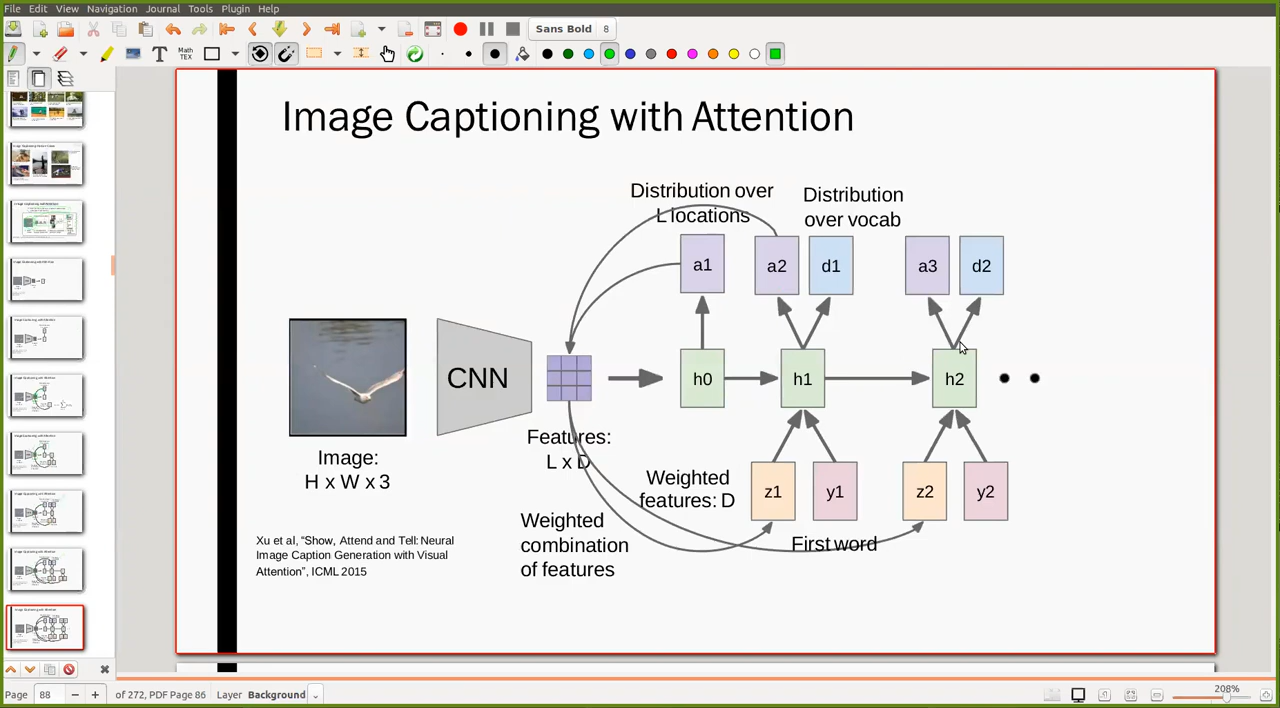 File Edit View Navigation Journal Tools Plugin Help
Sans Bold 8
Math
TEX
Image Captioning with Attention
Distribution over
L locations
Distribution
over vocab
a1
a2
d1
a3
d2
CNN
h0
h1
h2
Image:
H x W x 3
Features:
L x D
Weighted
features: D
z1
y1
z2
y2
Weighted
combination
of features
First word
Xu et al, “Show, Attend and Tell: Neural
Image Caption Generation with Visual
Attention”, ICML 2015
Page 88 of 272, PDF Page 86 Layer Background
208%